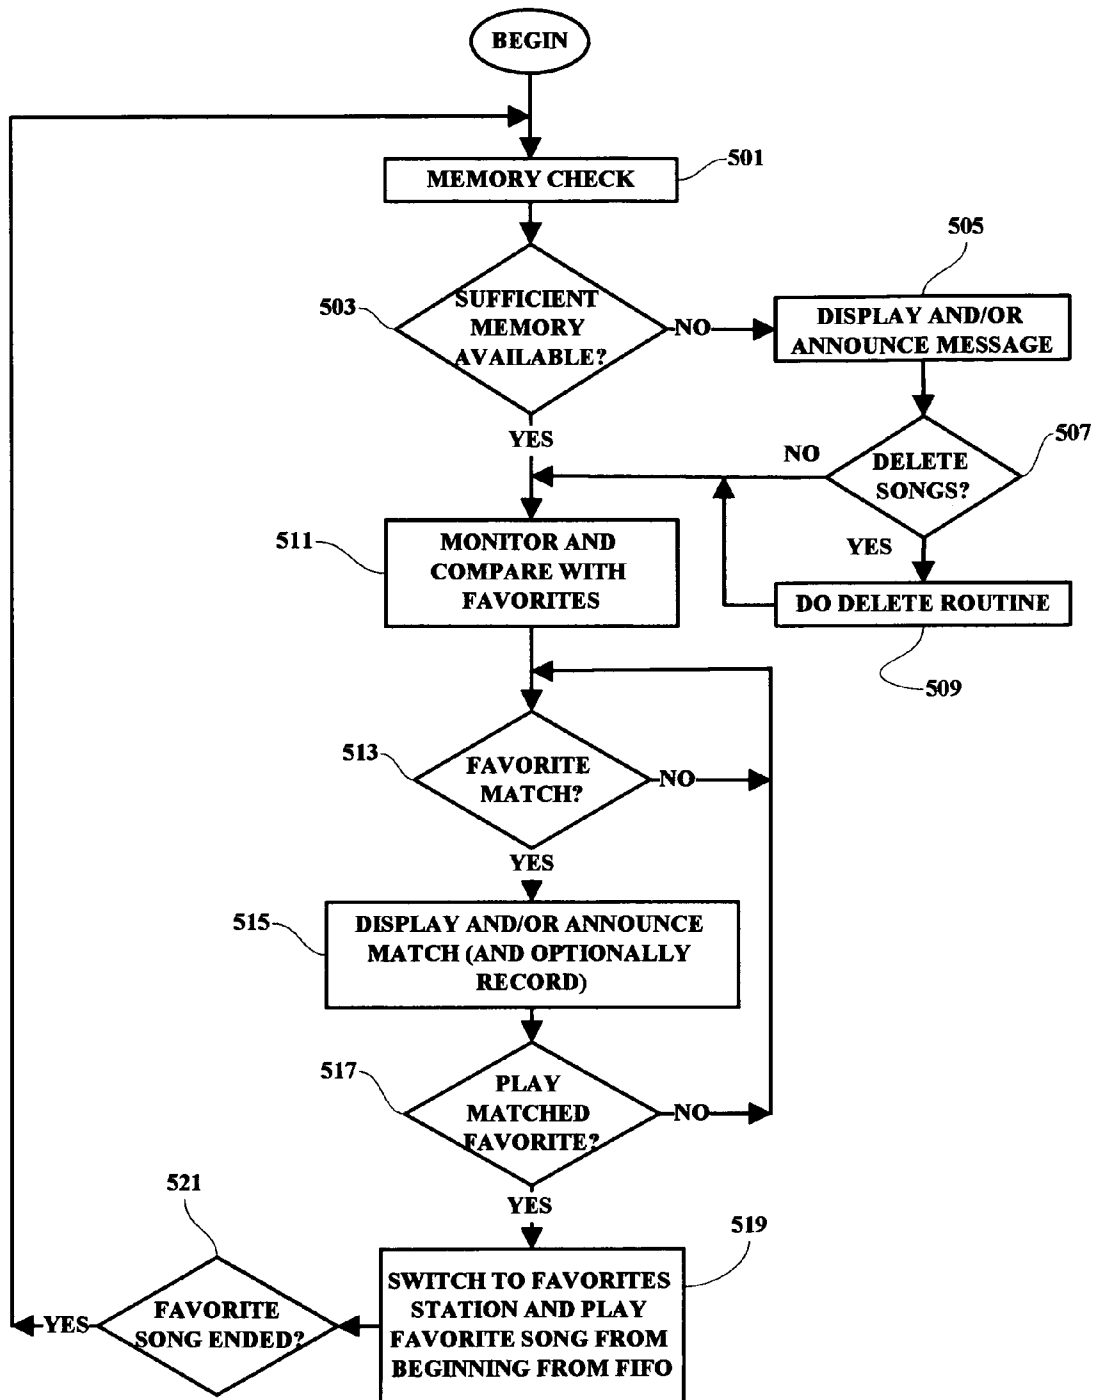 BEGIN
MEMORY CHECK
501
SUFFICIENT
MEMORY
AVAILABLE?
503
NO
505
DISPLAY AND/OR
ANNOUNCE MESSAGE
YES
NO
DELETE
SONGS?
507
YES
DO DELETE ROUTINE
509
511
MONITOR AND
COMPARE WITH
FAVORITES
513
FAVORITE
MATCH?
NO
YES
515
DISPLAY AND/OR ANNOUNCE
MATCH (AND OPTIONALLY
RECORD)
517
PLAY
MATCHED
FAVORITE?
NO
YES
519
SWITCH TO FAVORITES
STATION AND PLAY
FAVORITE SONG FROM
BEGINNING FROM FIFO
521
FAVORITE
SONG ENDED?
YES